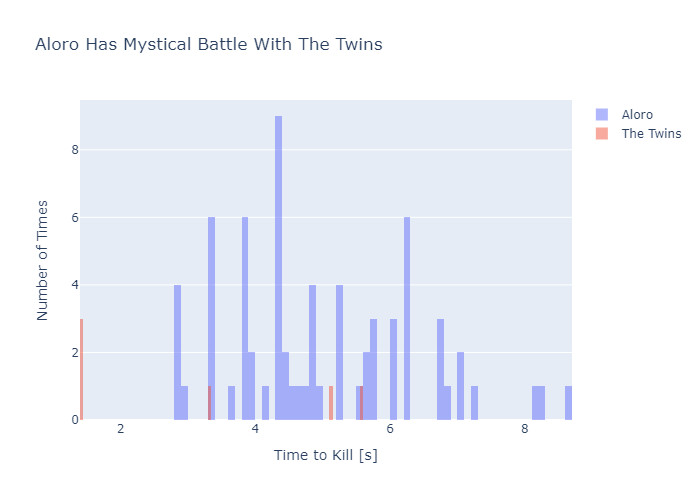 Aloro Has Mystical Battle With The Twins
Aloro
The Twins
Number of Times
8
6
4
2
0
2
4
6
8
Time to Kill [s]